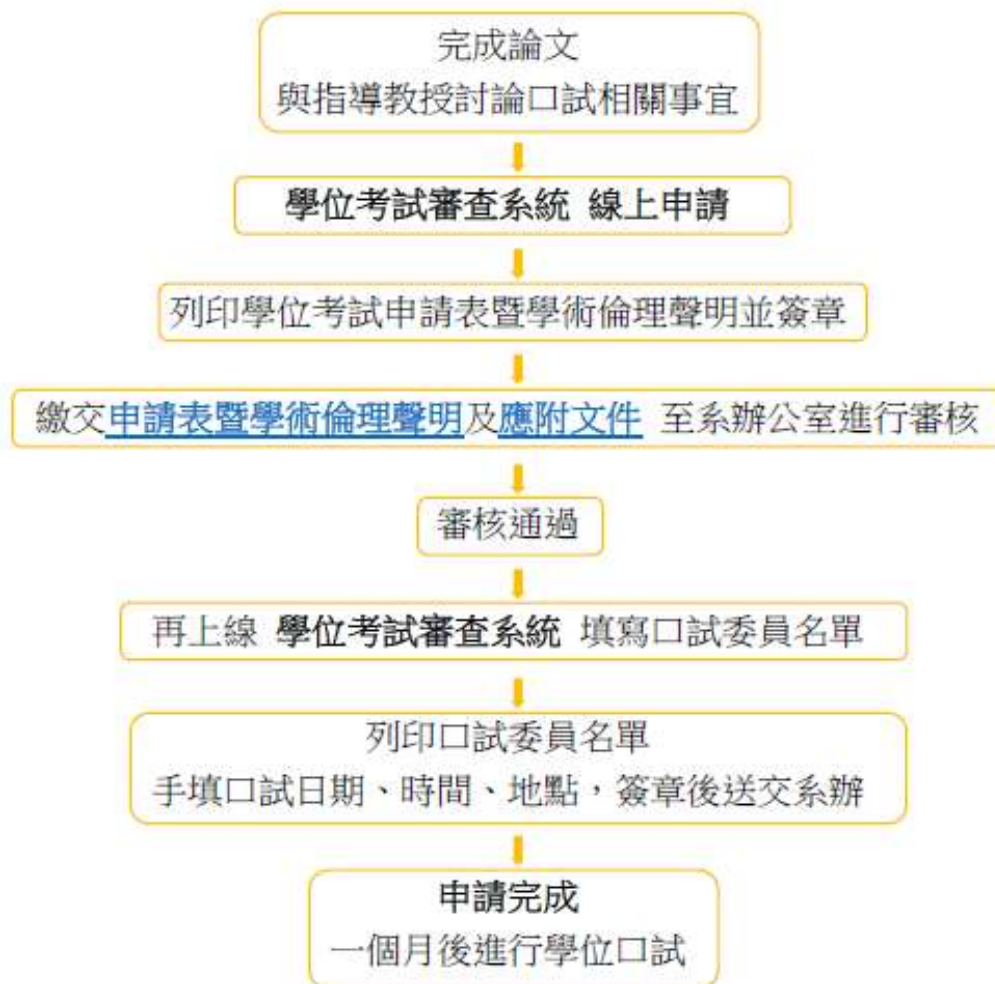 完成論文
與指導教授討論口試相關事宜
學位考試審查系統 線上申請
列印學位考試申請表暨學術倫理聲明並簽章
繳交申請表暨學術倫理聲明及應附文件 至系辦公室進行審核
審核通過
再上線 學位考試審查系統 填寫口試委員名單
列印口試委員名單
手填口試日期、時間、地點，簽章後送交系辦
申請完成
一個月後進行學位口試